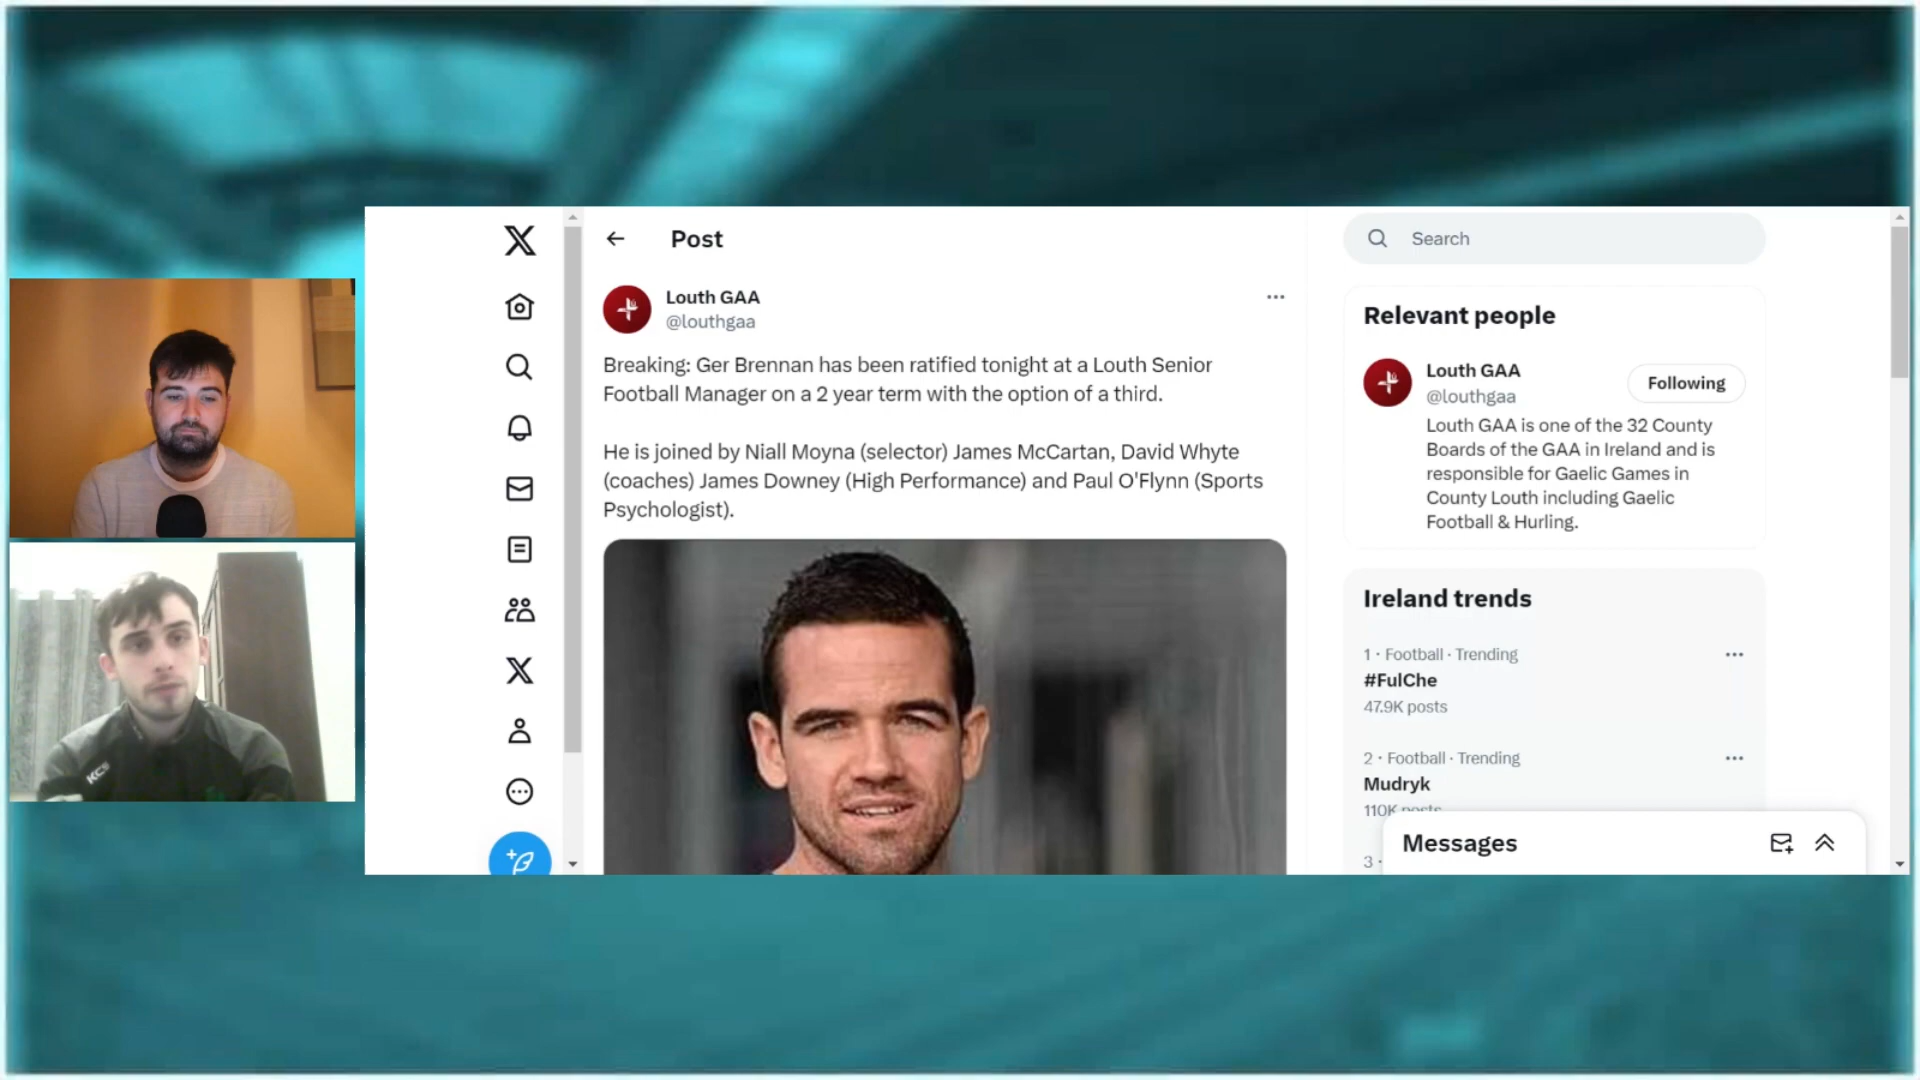 Post
Search
Louth GAA
@louthgaa
Breaking: Ger Brennan has been ratified tonight at a Louth Senior
Football Manager on a 2 year term with the option of a third.
He is joined by Niall Moyna (selector) James McCartan, David Whyte
(coaches) James Downey (High Performance) and Paul O'Flynn (Sports
Psychologist).
Relevant people
Louth GAA
@louthgaa
Following
Louth GAA is one of the 32 County
Boards of the GAA in Ireland and is
responsible for Gaelic Games in
County Louth including Gaelic
Football & Hurling.
Ireland trends
1 · Football · Trending
#FulChe
47.9K posts
2 · Football · Trending
Mudryk
110K posts
3 ·
Messages
KCS